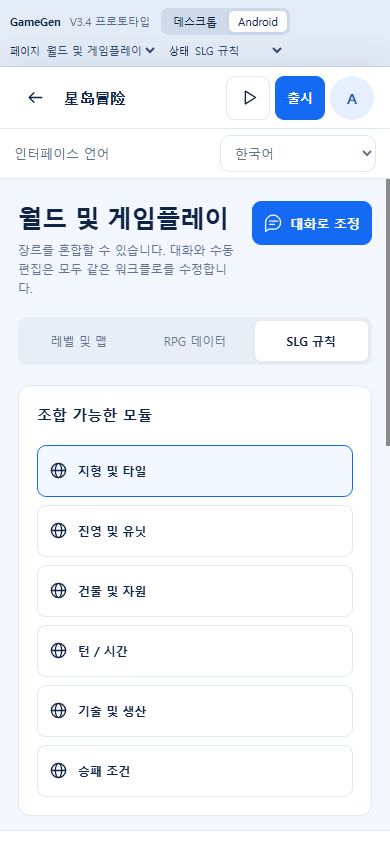 GameGen V3.4 프로토타입 데스크톱 Android
페이지 월드 및 게임플레이 상태 SLG 규칙
星岛冒险 출시 A
인터페이스 언어 한국어
월드 및 게임플레이 대화로 조정
장르를 혼합할 수 있습니다. 대화와 수동
편집은 모두 같은 워크플로를 수정합니
다.
레벨 및 맵 RPG 데이터 SLG 규칙
조합 가능한 모듈
지형 및 타일
진영 및 유닛
건물 및 자원
턴 / 시간
기술 및 생산
승패 조건